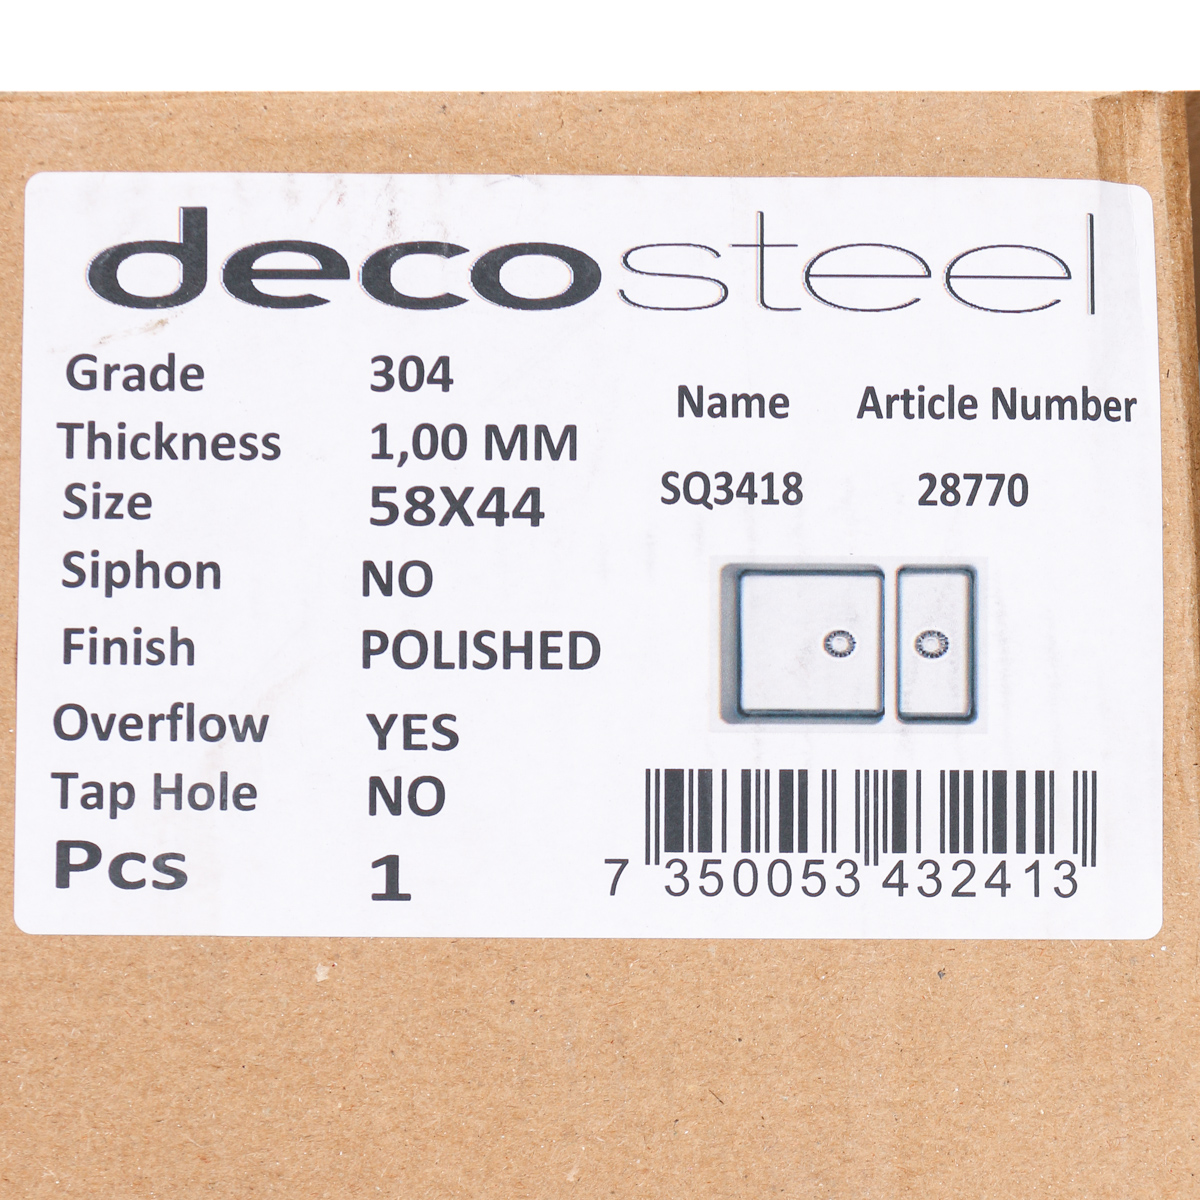 decosteel
Grade 304
Thickness 1,00 MM
Size 58X44
Siphon NO
Finish POLISHED
Overflow YES
Tap Hole NO
Pcs 1
Name Article Number
SQ3418 28770
7 350053 432413